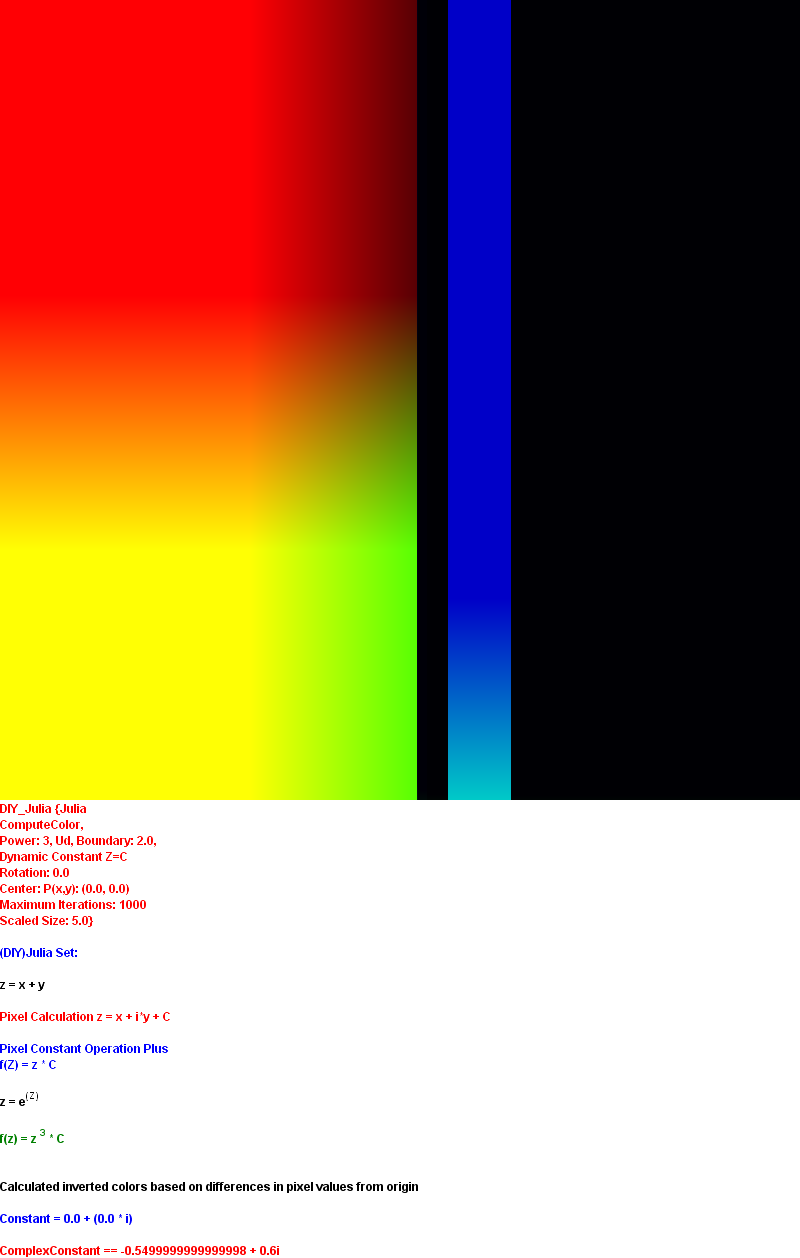 DIY_Julia {Julia
ComputeColor,
Power: 3, Ud, Boundary: 2.0,
Dynamic Constant Z=C
Rotation: 0.0
Center: P(x,y): (0.0, 0.0)
Maximum Iterations: 1000
Scaled Size: 5.0}
(DIY)Julia Set:
z = x + y
Pixel Calculation z = x + i*y + C
Pixel Constant Operation Plus
f(Z) = z * C
z = e^(Z)
f(z) = z ^3 * C
Calculated inverted colors based on differences in pixel values from origin
Constant = 0.0 + (0.0 * i)
ComplexConstant == -0.5499999999999998 + 0.6i